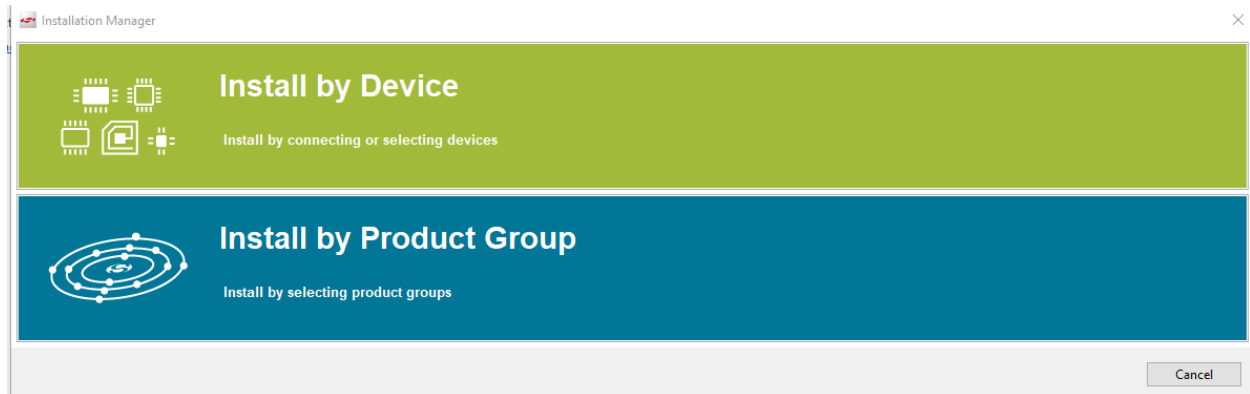 Installation Manager
Install by Device
Install by connecting or selecting devices
Install by Product Group
Install by selecting product groups
Cancel